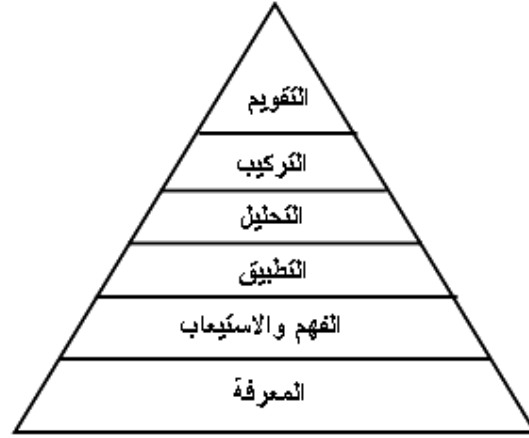 التقويم
التركيب
التحليل
التطبيق
الفهم والاستيعاب
المعرفة